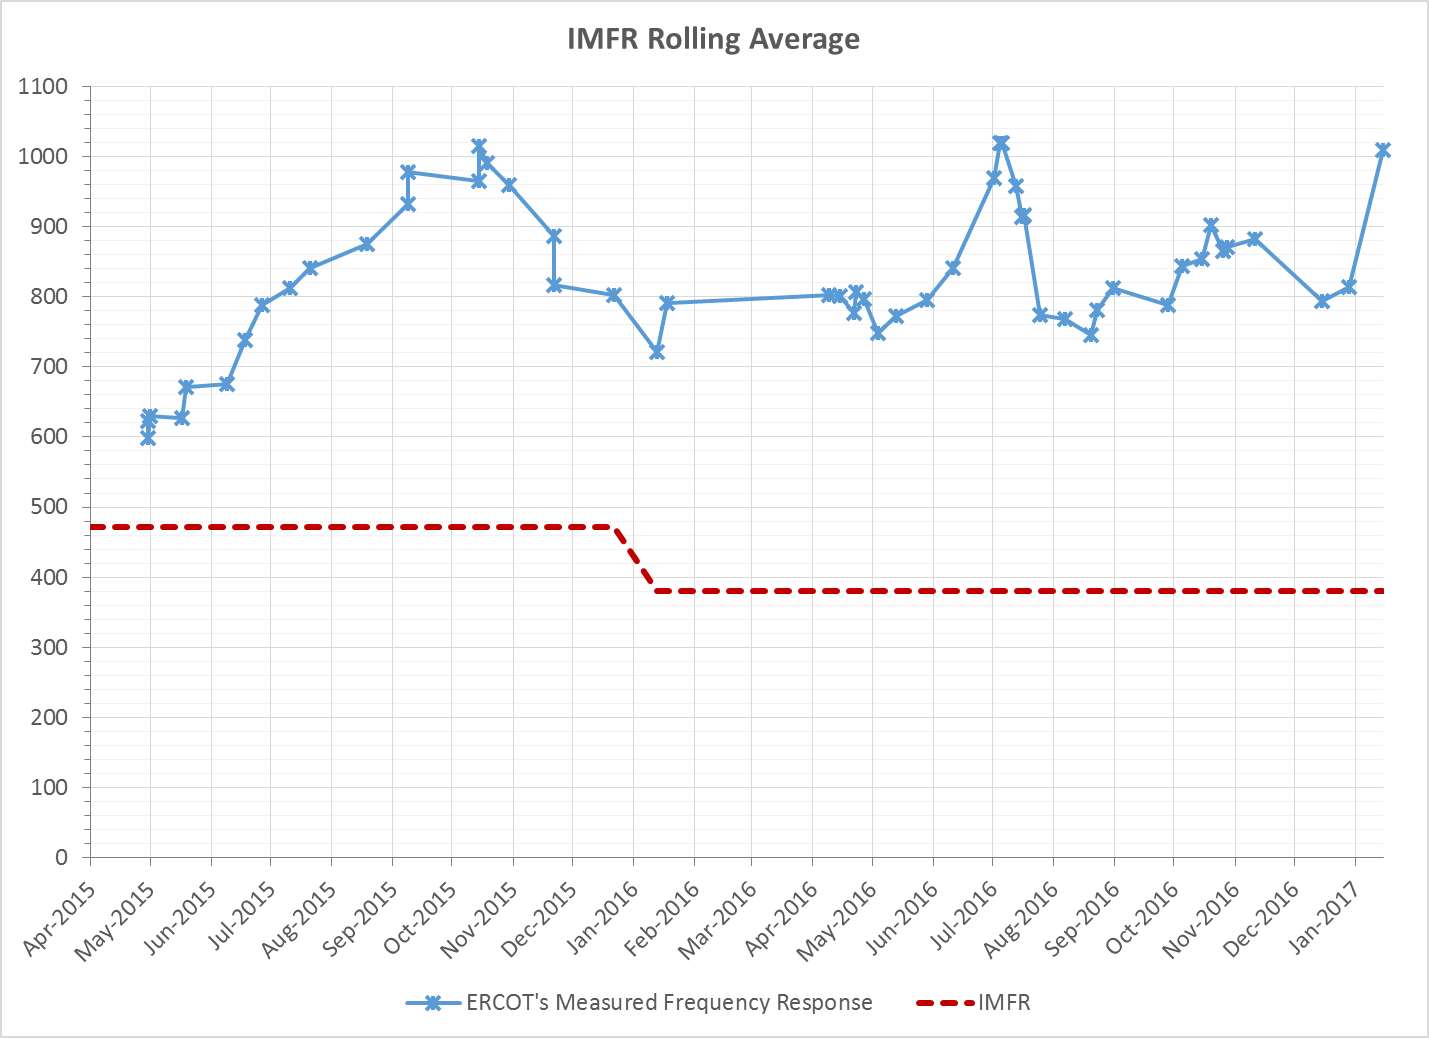 IMFR Rolling Average
1100
1000
900
800
700
600
500
400
300
200
100
0
Apr-2015
May-2015
Jun-2015
Jul-2015
Aug-2015
Sep-2015
Oct-2015
Nov-2015
Dec-2015
Jan-2016
Feb-2016
Mar-2016
Apr-2016
May-2016
Jun-2016
Jul-2016
Aug-2016
Sep-2016
Oct-2016
Nov-2016
Dec-2016
Jan-2017
ERCOT's Measured Frequency Response
IMFR